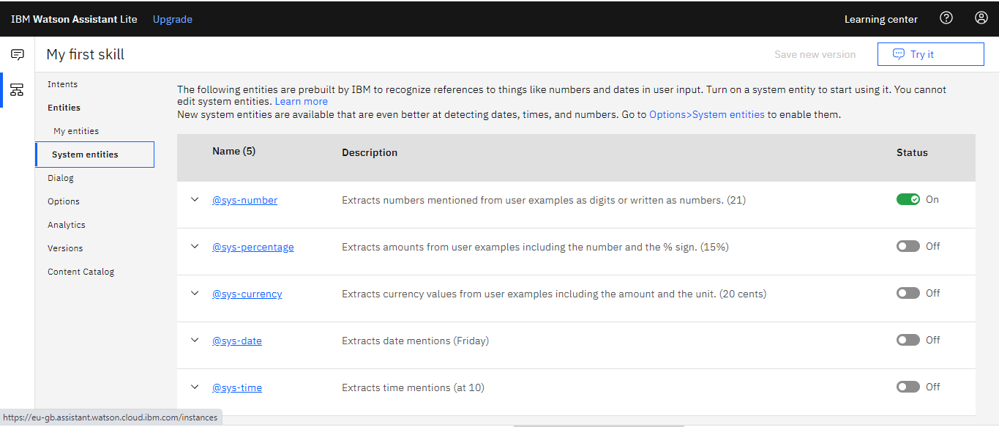 IBM Watson Assistant Lite Upgrade Learning center
My first skill Save new version Try it
Intents
Entities
My entities
System entities
Dialog
Options
Analytics
Versions
Content Catalog
The following entities are prebuilt by IBM to recognize references to things like numbers and dates in user input. Turn on a system entity to start using it. You cannot
edit system entities. Learn more
New system entities are available that are even better at detecting dates, times, and numbers. Go to Options>System entities to enable them.
Name (5) Description Status
@sys-number Extracts numbers mentioned from user examples as digits or written as numbers. (21) On
@sys-percentage Extracts amounts from user examples including the number and the % sign. (15%) Off
@sys-currency Extracts currency values from user examples including the amount and the unit. (20 cents) Off
@sys-date Extracts date mentions (Friday) Off
@sys-time Extracts time mentions (at 10) Off
https://eu-gb.assistant.watson.cloud.ibm.com/instances